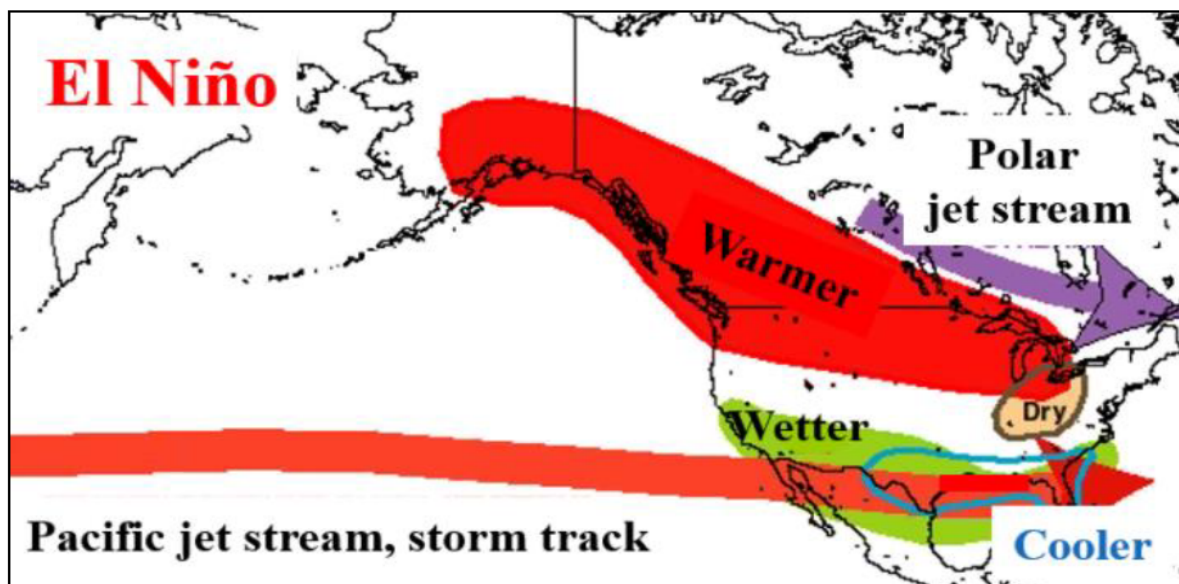 El Niño
Polar
jet stream
Warmer
Dry
Wetter
Pacific jet stream, storm track
Cooler